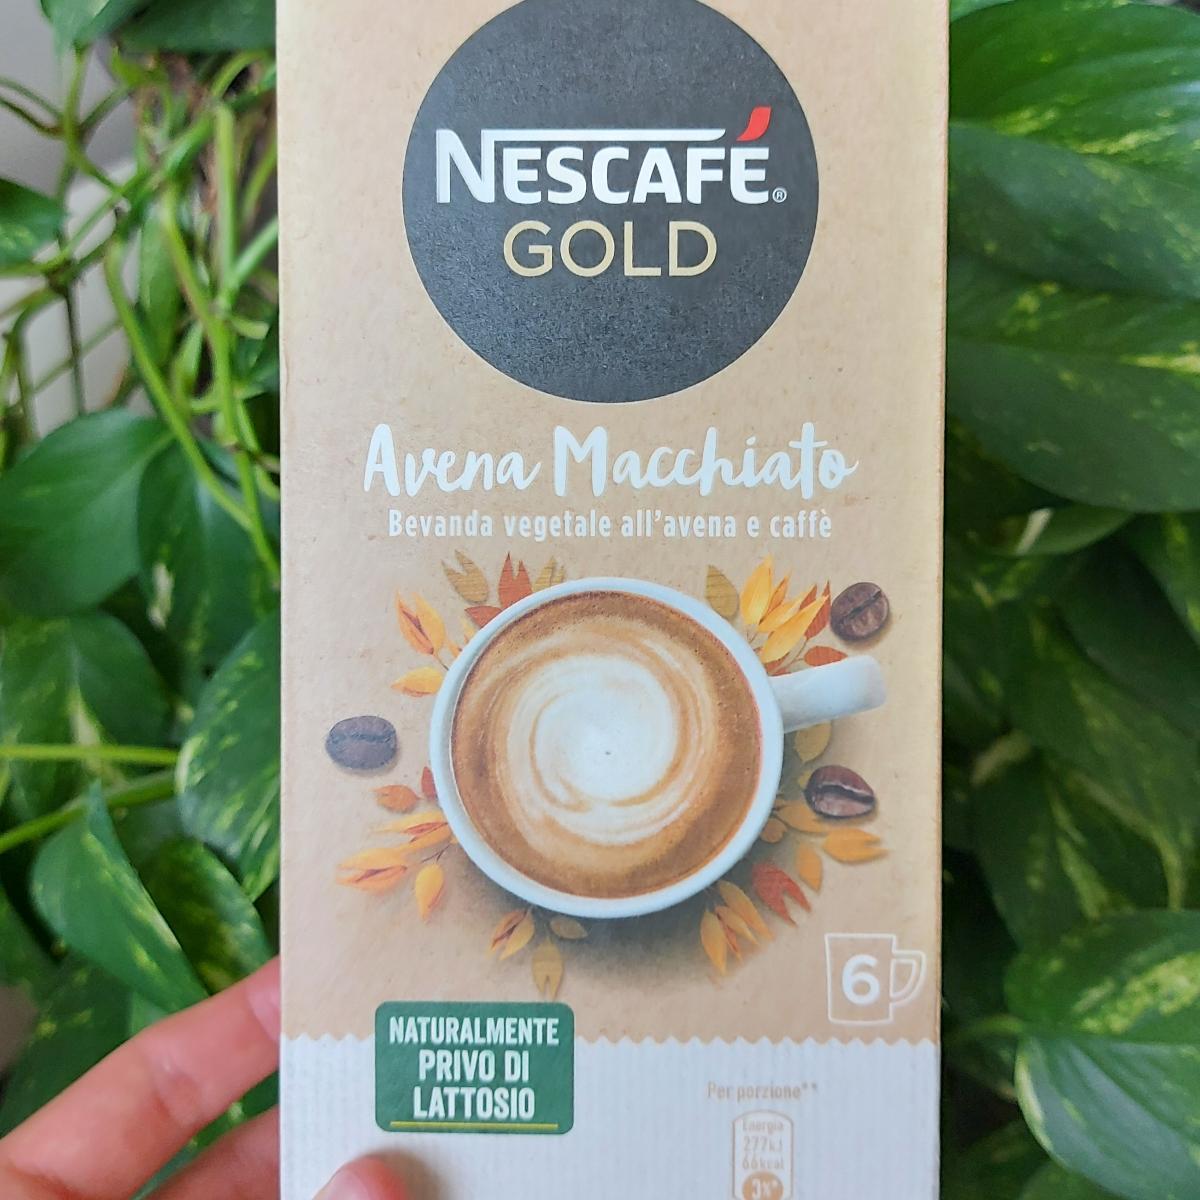 NESCAFÉ®
GOLD
Avena Macchiato
Bevanda vegetale all'avena e caffè
6
NATURALMENTE
PRIVO DI
LATTOSIO
Per porzione**
Energia
277kJ
66kcal
3%*